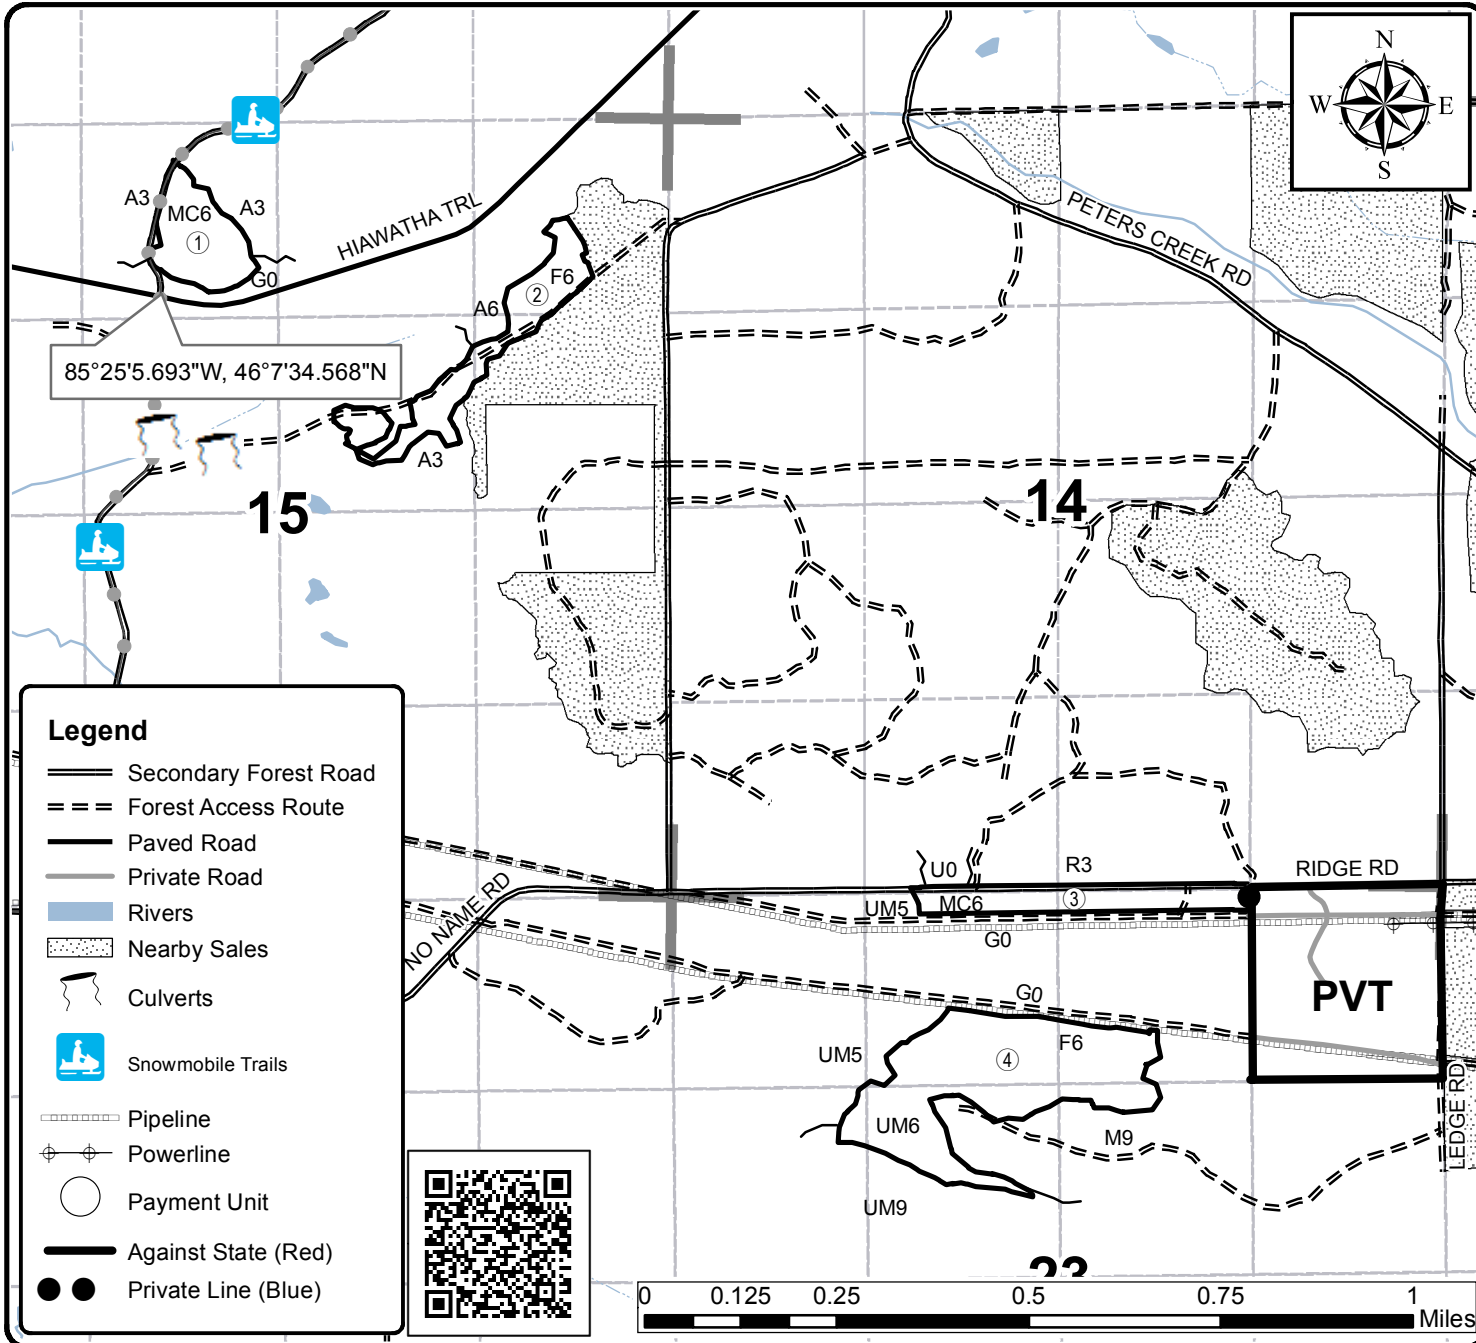 N
W E
S
A3
MC6
A3
1
G0
HIAWATHA TRL
PETERS CREEK RD
F6
2
A6
85°25'5.693"W, 46°7'34.568"N
A3
15
14
Legend
Secondary Forest Road
Forest Access Route
Paved Road
Private Road
Rivers
Nearby Sales
Culverts
Snowmobile Trails
Pipeline
Powerline
Payment Unit
Against State (Red)
Private Line (Blue)
NO NAME RD
U0
R3
RIDGE RD
UM5
MC6
3
G0
G0
PVT
UM5
4
F6
UM6
M9
LEDGE RD
UM9
23
0 0.125 0.25 0.5 0.75 1
Miles